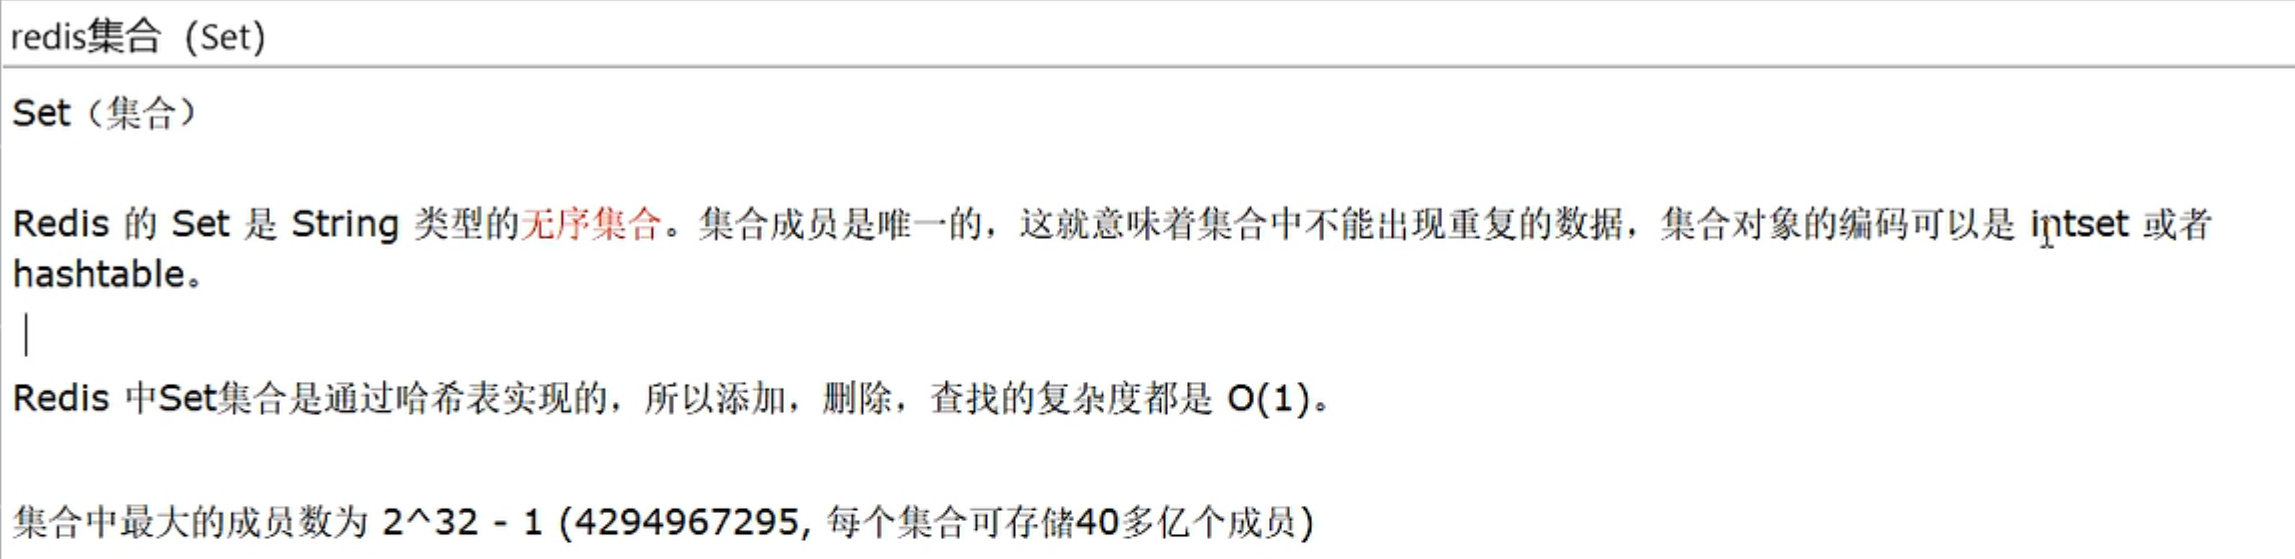 redis集合 (Set)
Set（集合）
Redis 的 Set 是 String 类型的无序集合。集合成员是唯一的，这就意味着集合中不能出现重复的数据，集合对象的编码可以是 intset 或者
hashtable。
Redis 中Set集合是通过哈希表实现的，所以添加，删除，查找的复杂度都是 O(1)。
集合中最大的成员数为 2^32 - 1 (4294967295, 每个集合可存储40多亿个成员)